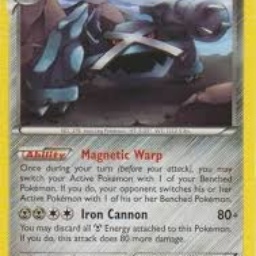 Ability Magnetic Warp
Once during your turn (before your attack), you may
switch your Active Pokémon with 1 of your Benched
Pokémon. If you do, your opponent switches his or her
Active Pokémon with 1 of his or her Benched Pokémon.
Iron Cannon 80+
You may discard all Energy attached to this Pokémon.
If you do, this attack does 80 more damage.